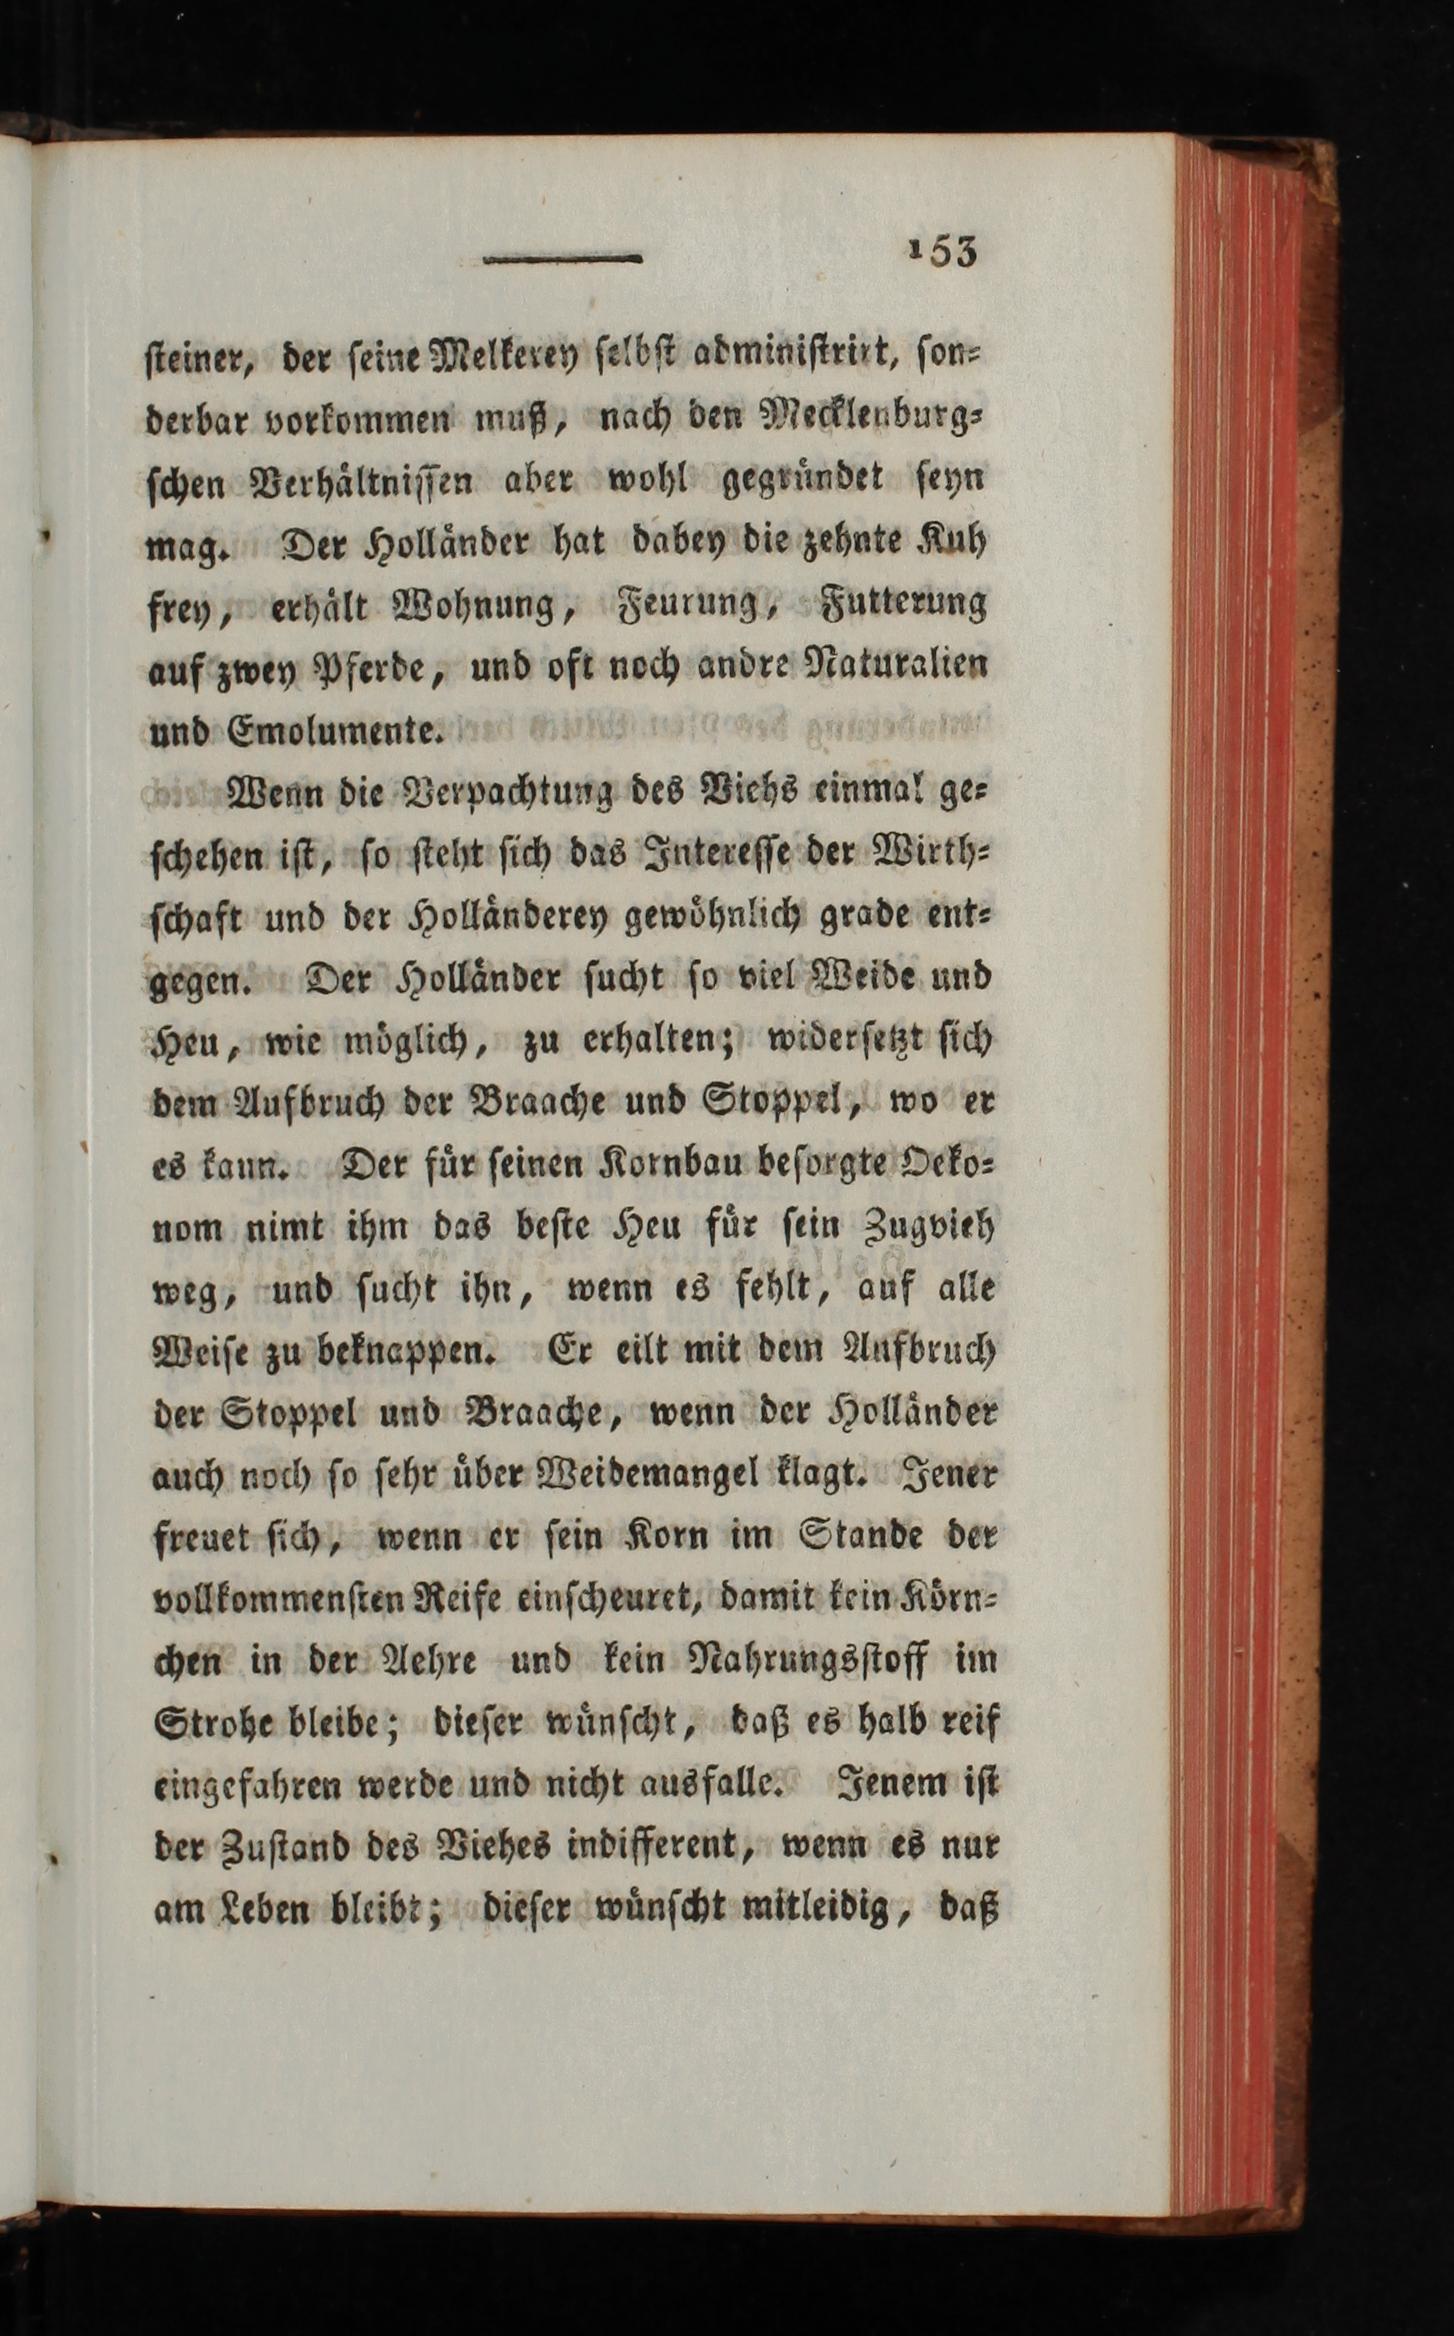 153
steiner, der seine Melkerey selbst administrirt, son-
derbar vorkommen muß, nach den Mecklenburg-
schen Verhältnissen aber wohl gegründet seyn
mag. Der Holländer hat dabey die zehnte Kuh
frey, erhält Wohnung, Feurung, Futterung
auf zwey Pferde, und oft noch andre Naturalien
und Emolumente.
Wenn die Verpachtung des Viehs einmal ge-
schehen ist, so steht sich das Interesse der Wirth-
schaft und der Holländerey gewöhnlich grade ent-
gegen. Der Holländer sucht so viel Weide und
Heu, wie möglich, zu erhalten; widersetzt sich
dem Aufbruch der Braache und Stoppel, wo er
es kann. Der für seinen Kornbau besorgte Oeko-
nom nimt ihm das beste Heu für sein Zugvieh
weg, und sucht ihn, wenn es fehlt, auf alle
Weise zu beknappen. Er eilt mit dem Aufbruch
der Stoppel und Braache, wenn der Holländer
auch noch so sehr über Weidemangel klagt. Jener
freuet sich, wenn er sein Korn im Stande der
vollkommensten Reife einscheuret, damit kein Körn-
chen in der Aehre und kein Nahrungsstoff im
Strohe bleibe; dieser wünscht, daß es halb reif
eingefahren werde und nicht ausfalle. Jenem ist
der Zustand des Viehes indifferent, wenn es nur
am Leben bleibt; dieser wünscht mitleidig, daß